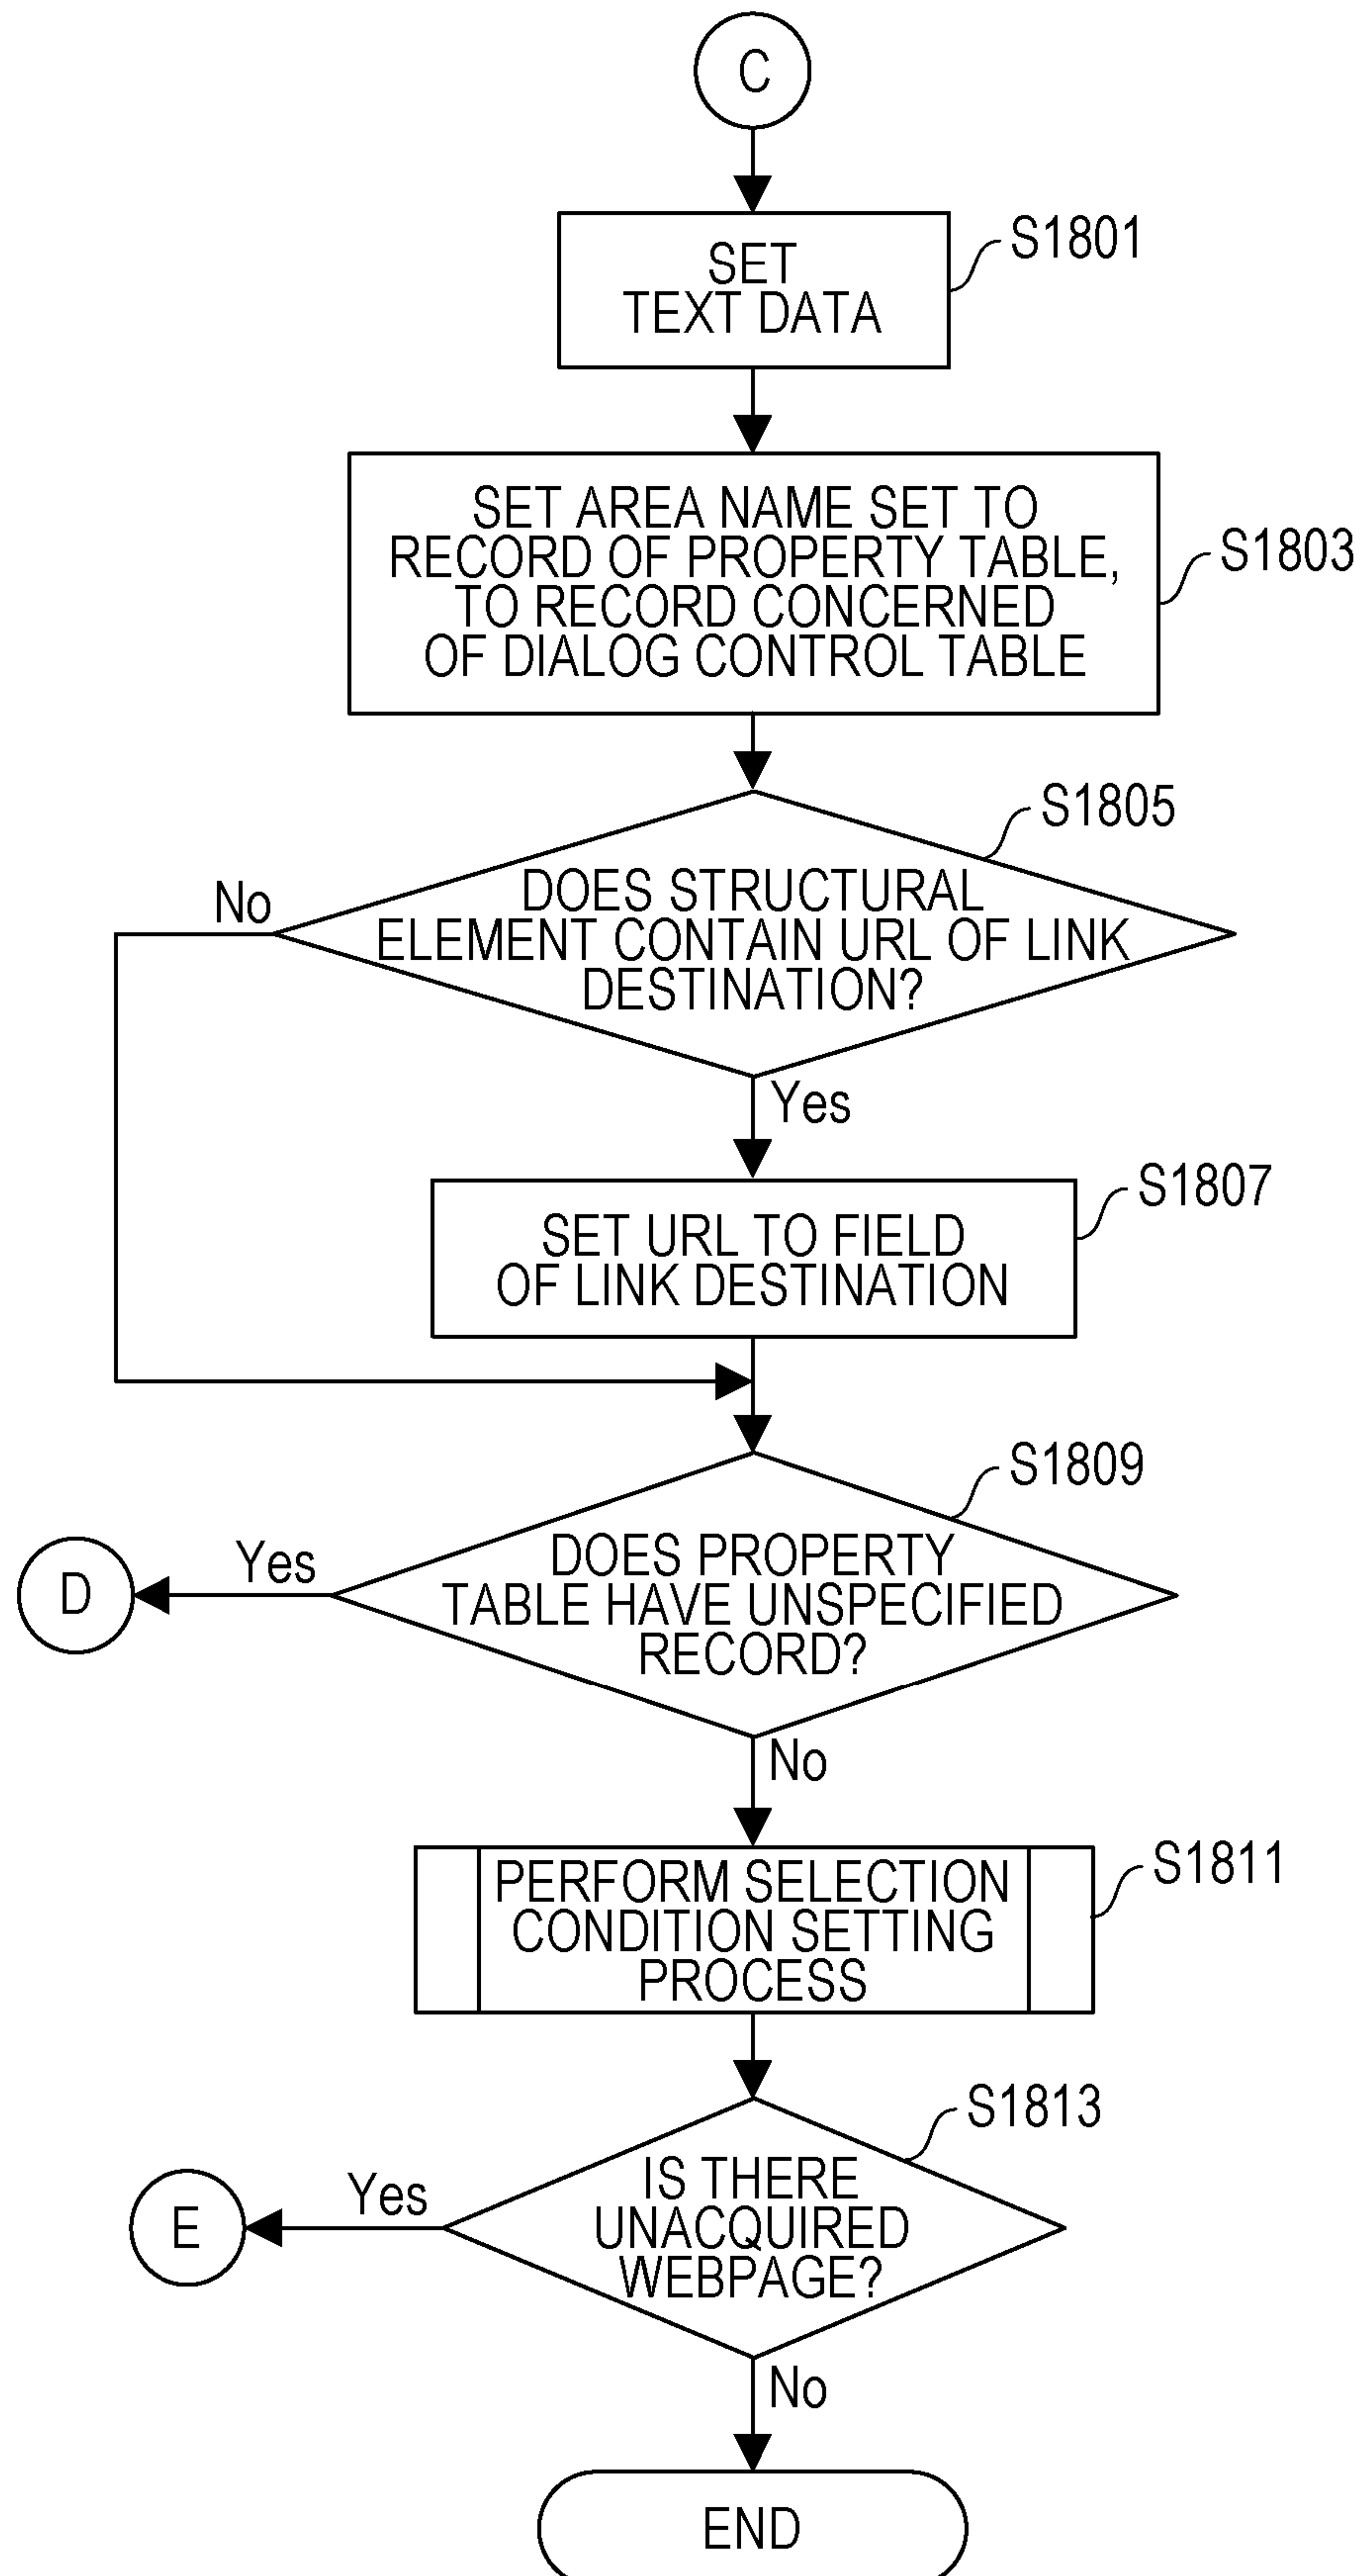 C
SET
TEXT DATA
S1801
SET AREA NAME SET TO
RECORD OF PROPERTY TABLE,
TO RECORD CONCERNED
OF DIALOG CONTROL TABLE
S1803
S1805
No
DOES STRUCTURAL
ELEMENT CONTAIN URL OF LINK
DESTINATION?
Yes
S1807
SET URL TO FIELD
OF LINK DESTINATION
S1809
D
Yes
DOES PROPERTY
TABLE HAVE UNSPECIFIED
RECORD?
No
S1811
PERFORM SELECTION
CONDITION SETTING
PROCESS
S1813
E
Yes
IS THERE
UNACQUIRED
WEBPAGE?
No
END